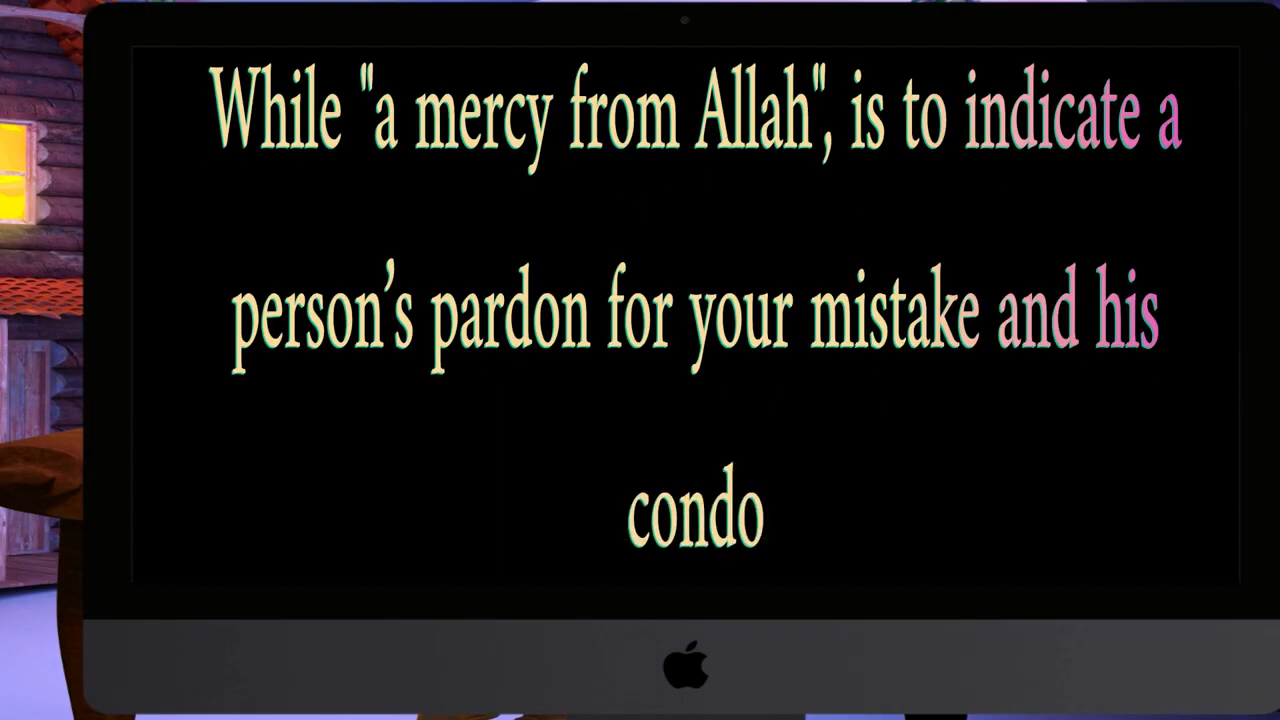 While "a mercy from Allah", is to indicate a
person’s pardon for your mistake and his
condo